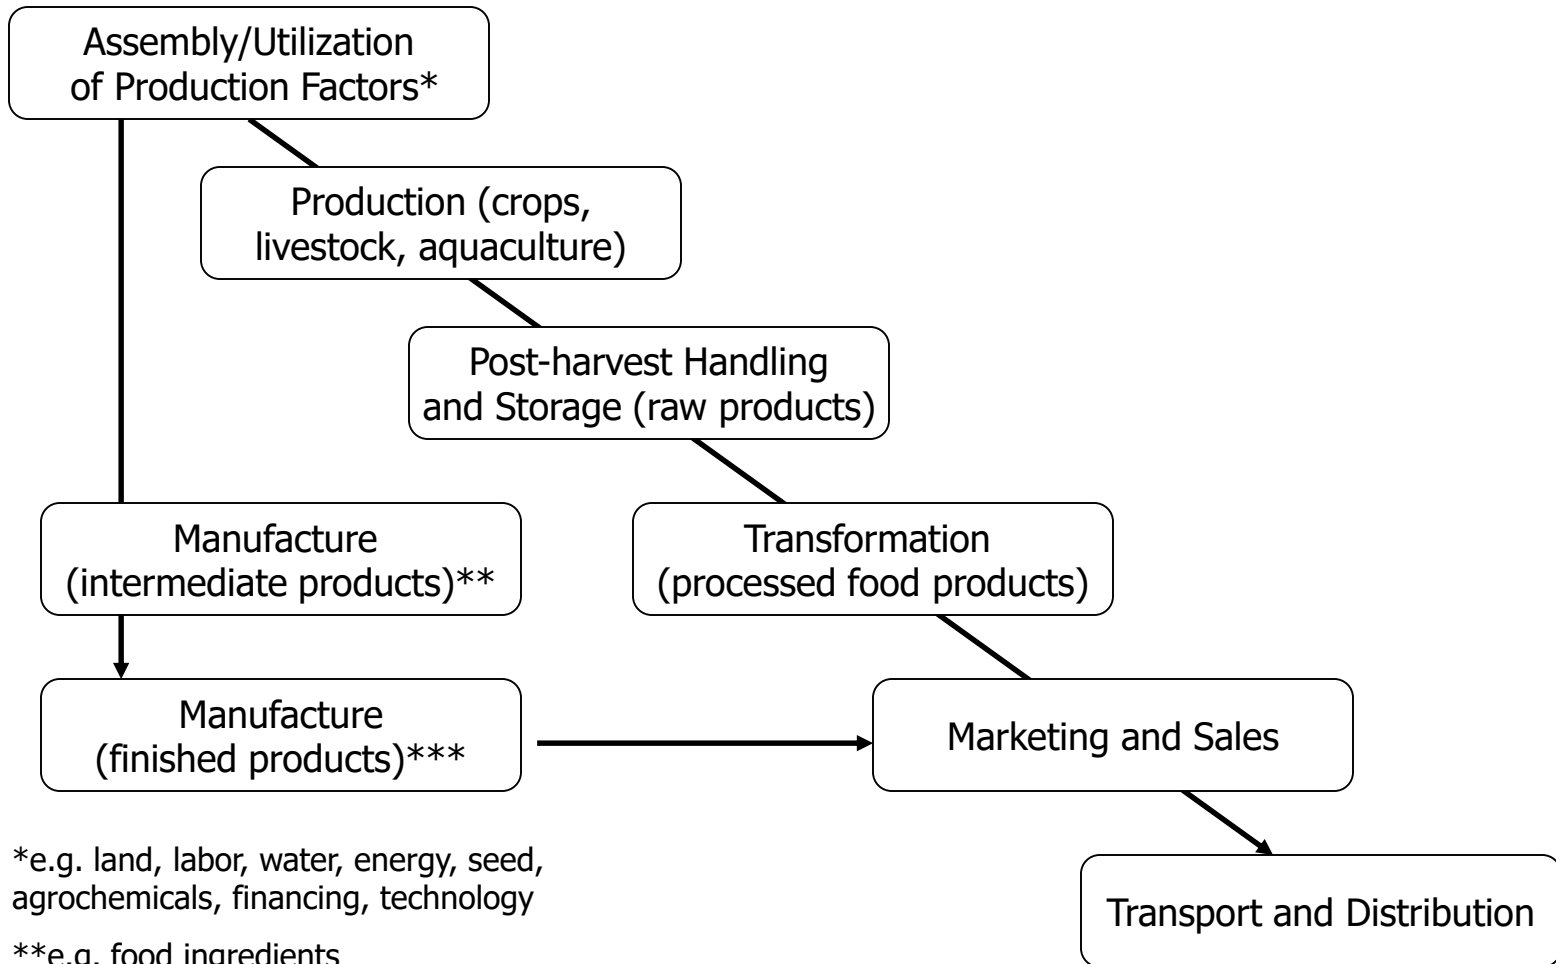 Assembly/Utilization
of Production Factors*
Production (crops,
livestock, aquaculture)
Post-harvest Handling
and Storage (raw products)
Manufacture
(intermediate products)**
Transformation
(processed food products)
Manufacture
(finished products)***
Marketing and Sales
*e.g. land, labor, water, energy, seed,
agrochemicals, financing, technology
Transport and Distribution
**e.g. food ingredients